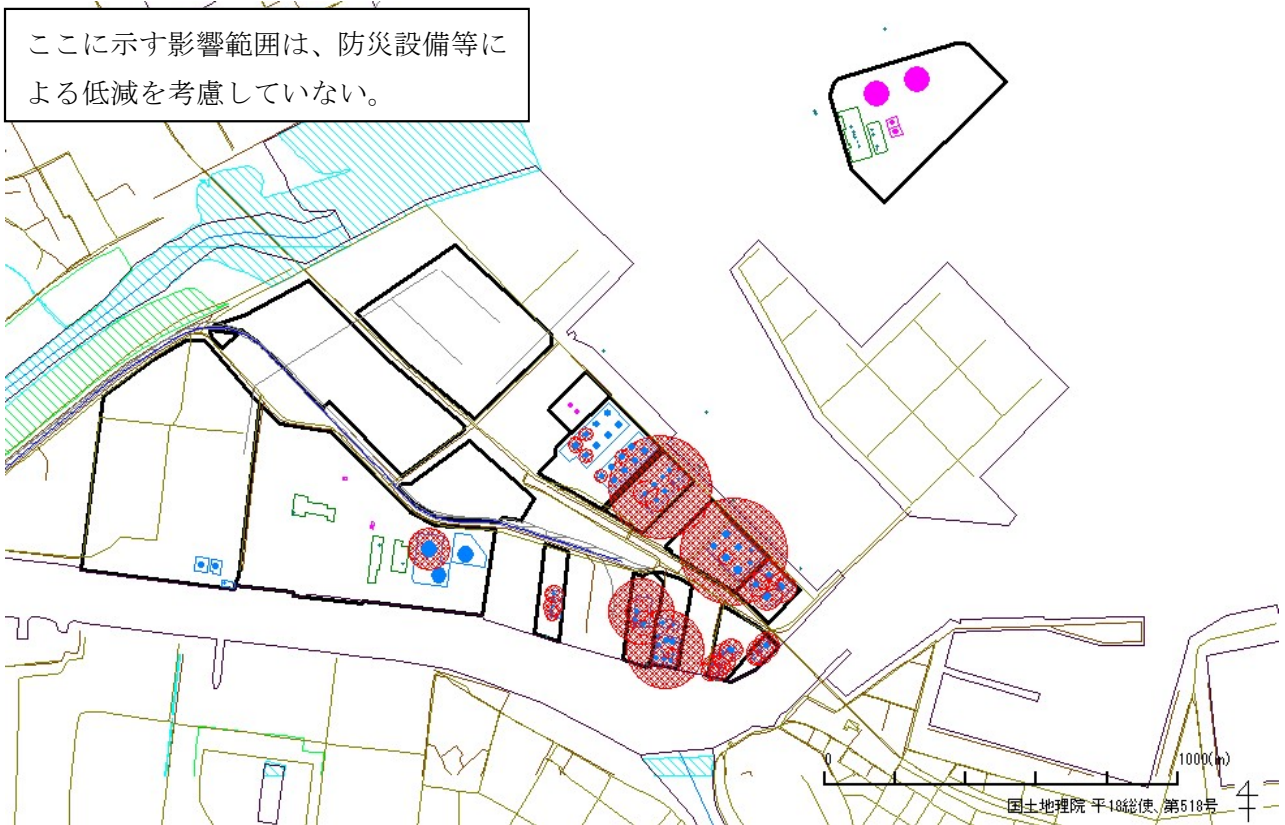 ここに示す影響範囲は、防災設備等に
よる低減を考慮していない。
0 1000(m)
国土地理院 平18総使、第518号